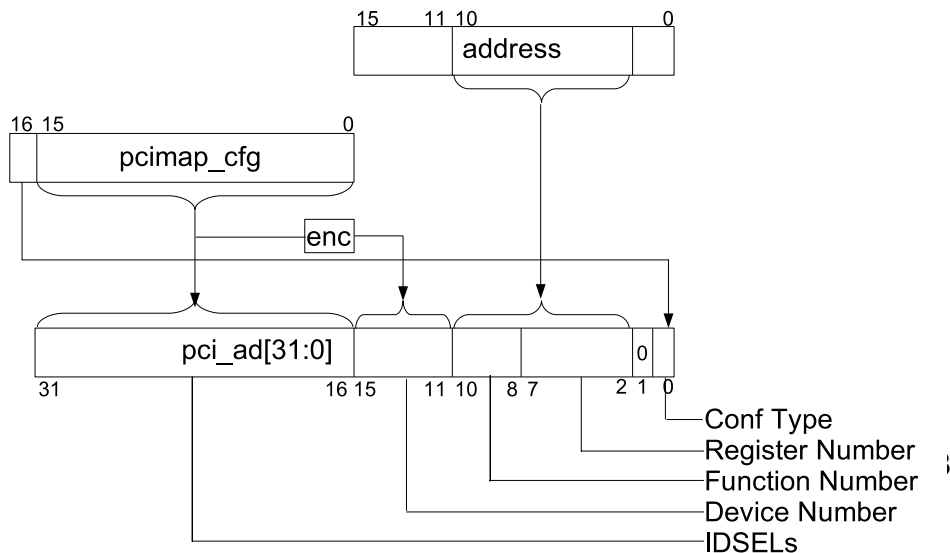 15 11 10 0
address
16 15 0
pcimap_cfg
enc
pci_ad[31:0] 0
31 16 15 11 10 8 7 2 1 0
Conf Type
Register Number
Function Number
Device Number
IDSELs